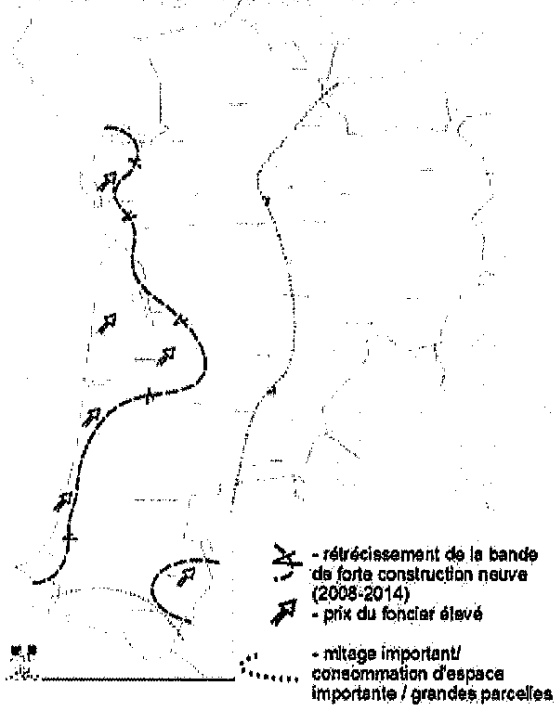 - rétrécissement de la bande
de forte construction neuve
(2008-2014)
- prix du foncier élevé
- mitage important/
consommation d'espace
importante / grandes parcelles